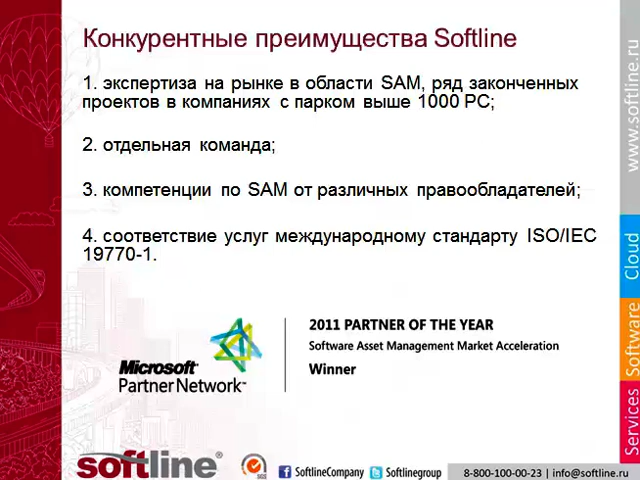 Конкурентные преимущества Softline
1. экспертиза на рынке в области SAM, ряд законченных
проектов в компаниях с парком выше 1000 PC;
2. отдельная команда;
3. компетенции по SAM от различных правообладателей;
4. соответствие услуг международному стандарту ISO/IEC
19770-1.
Microsoft
Partner Network™
2011 PARTNER OF THE YEAR
Software Asset Management Market Acceleration
Winner
www.softline.ru
Cloud
Software
Services
softline®
SGS
SoftlineCompany
Softlinegroup
8-800-100-00-23 | info@softline.ru